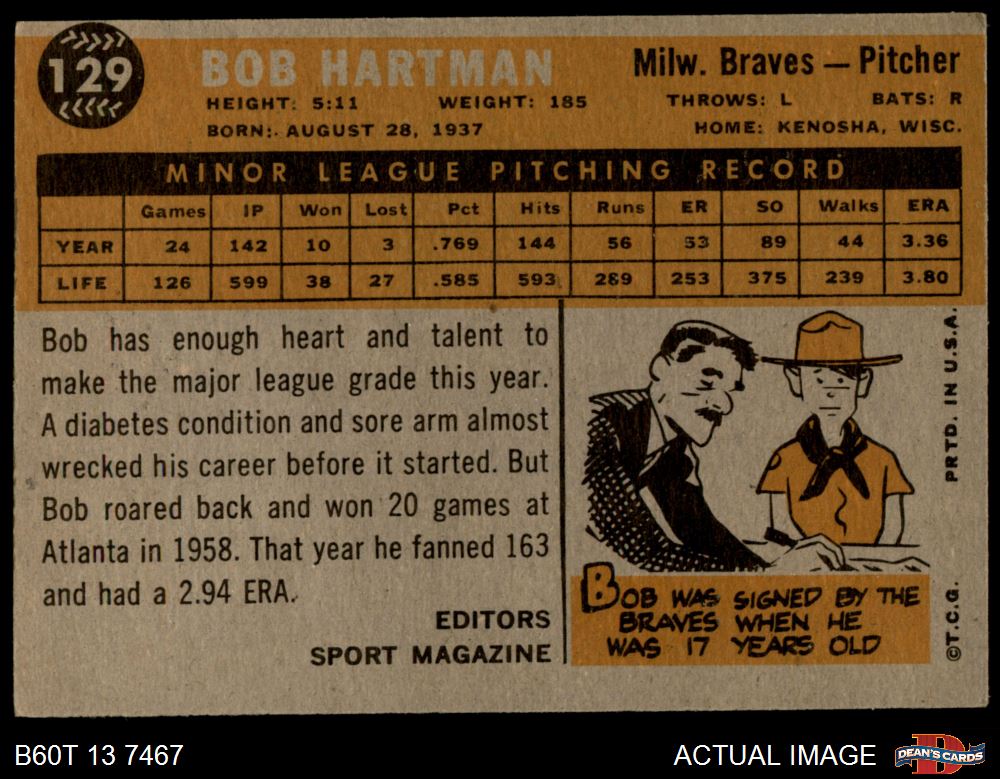 129
BOB HARTMAN
Milw. Braves — Pitcher
HEIGHT: 5:11 WEIGHT: 185 THROWS: L BATS: R
BORN: AUGUST 28, 1937 HOME: KENOSHA, WISC.
MINOR LEAGUE PITCHING RECORD
Games IP Won Lost Pct Hits Runs ER SO Walks ERA
YEAR 24 142 10 3 .769 144 56 53 89 44 3.36
LIFE 126 599 38 27 .585 593 289 253 375 239 3.80
Bob has enough heart and talent to
make the major league grade this year.
A diabetes condition and sore arm almost
wrecked his career before it started. But
Bob roared back and won 20 games at
Atlanta in 1958. That year he fanned 163
and had a 2.94 ERA.
EDITORS
SPORT MAGAZINE
BOB WAS SIGNED BY THE
BRAVES WHEN HE
WAS 17 YEARS OLD
©T.C.G. PRTD. IN U.S.A.
B60T 13 7467
ACTUAL IMAGE
DEAN'S CARDS